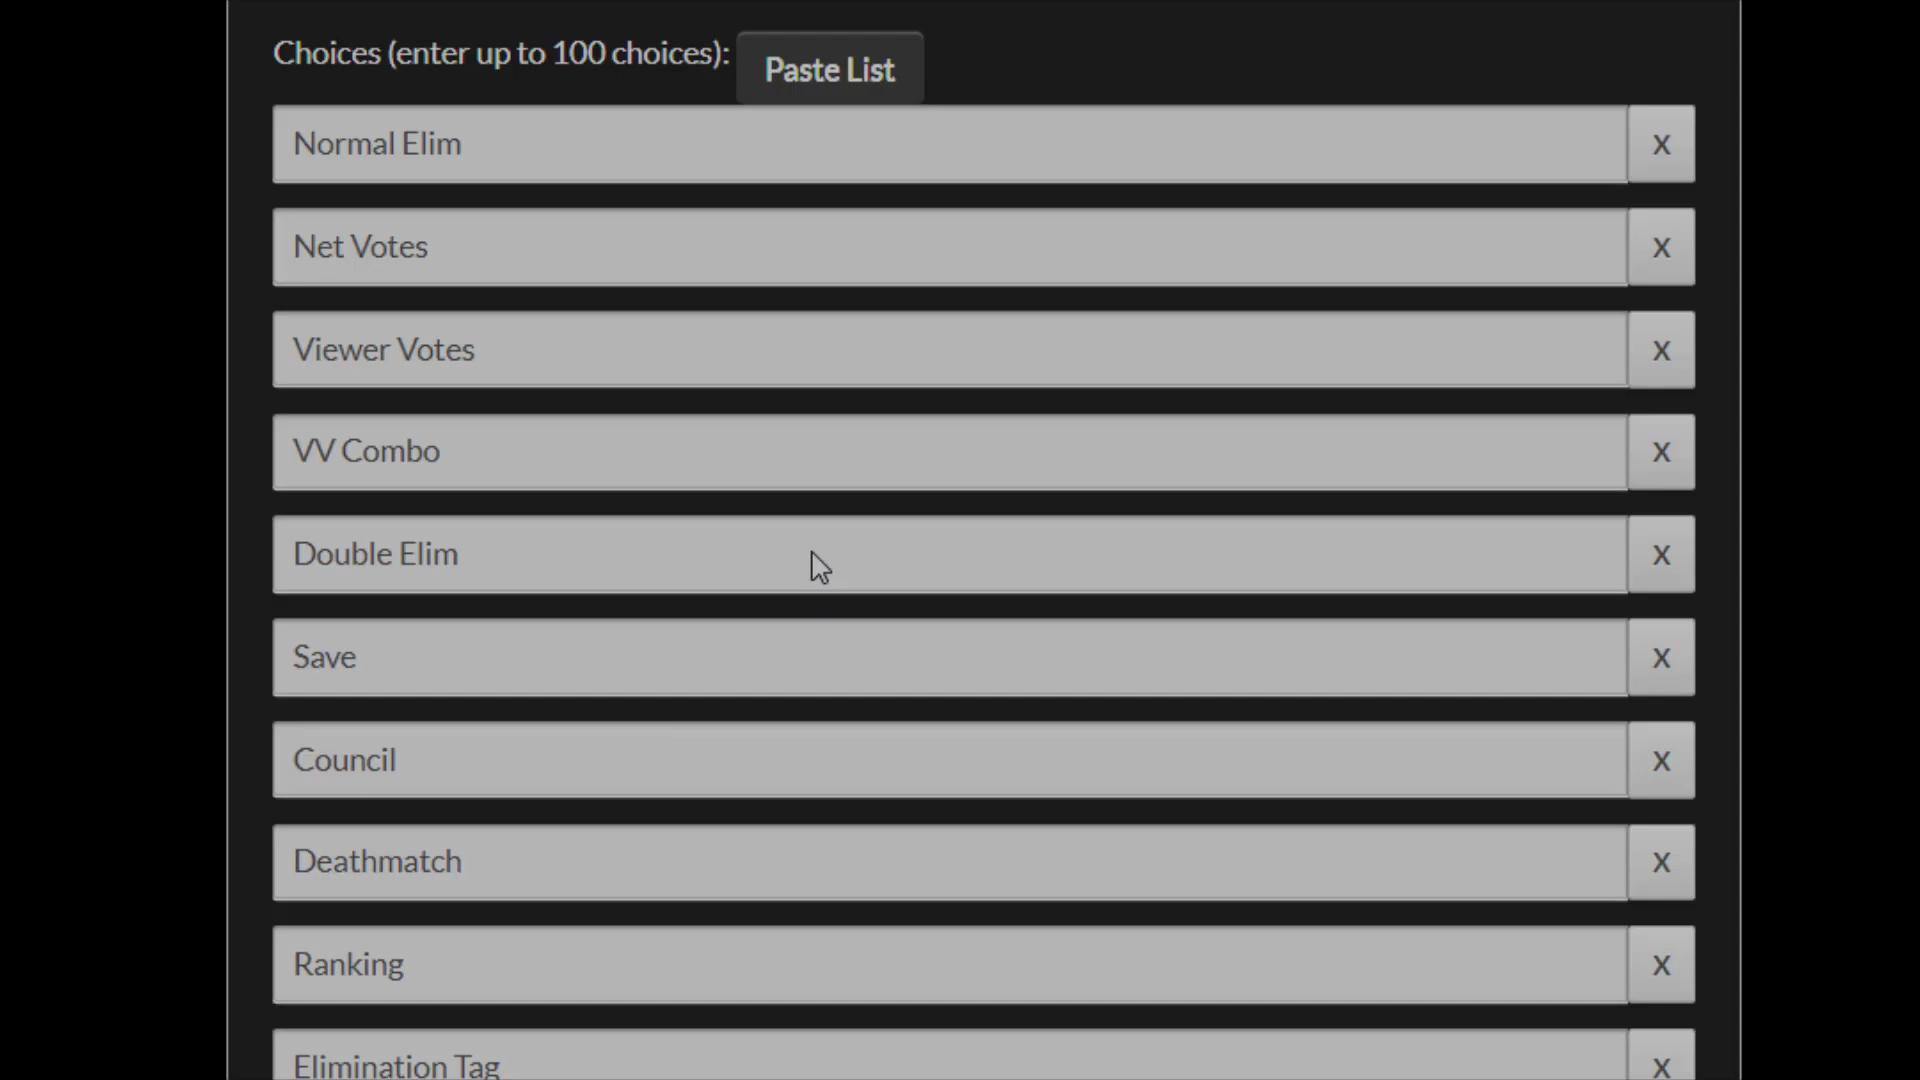 Choices (enter up to 100 choices): Paste List
Normal Elim X
Net Votes X
Viewer Votes X
VV Combo X
Double Elim X
Save X
Council X
Deathmatch X
Ranking X
Elimination Tag X